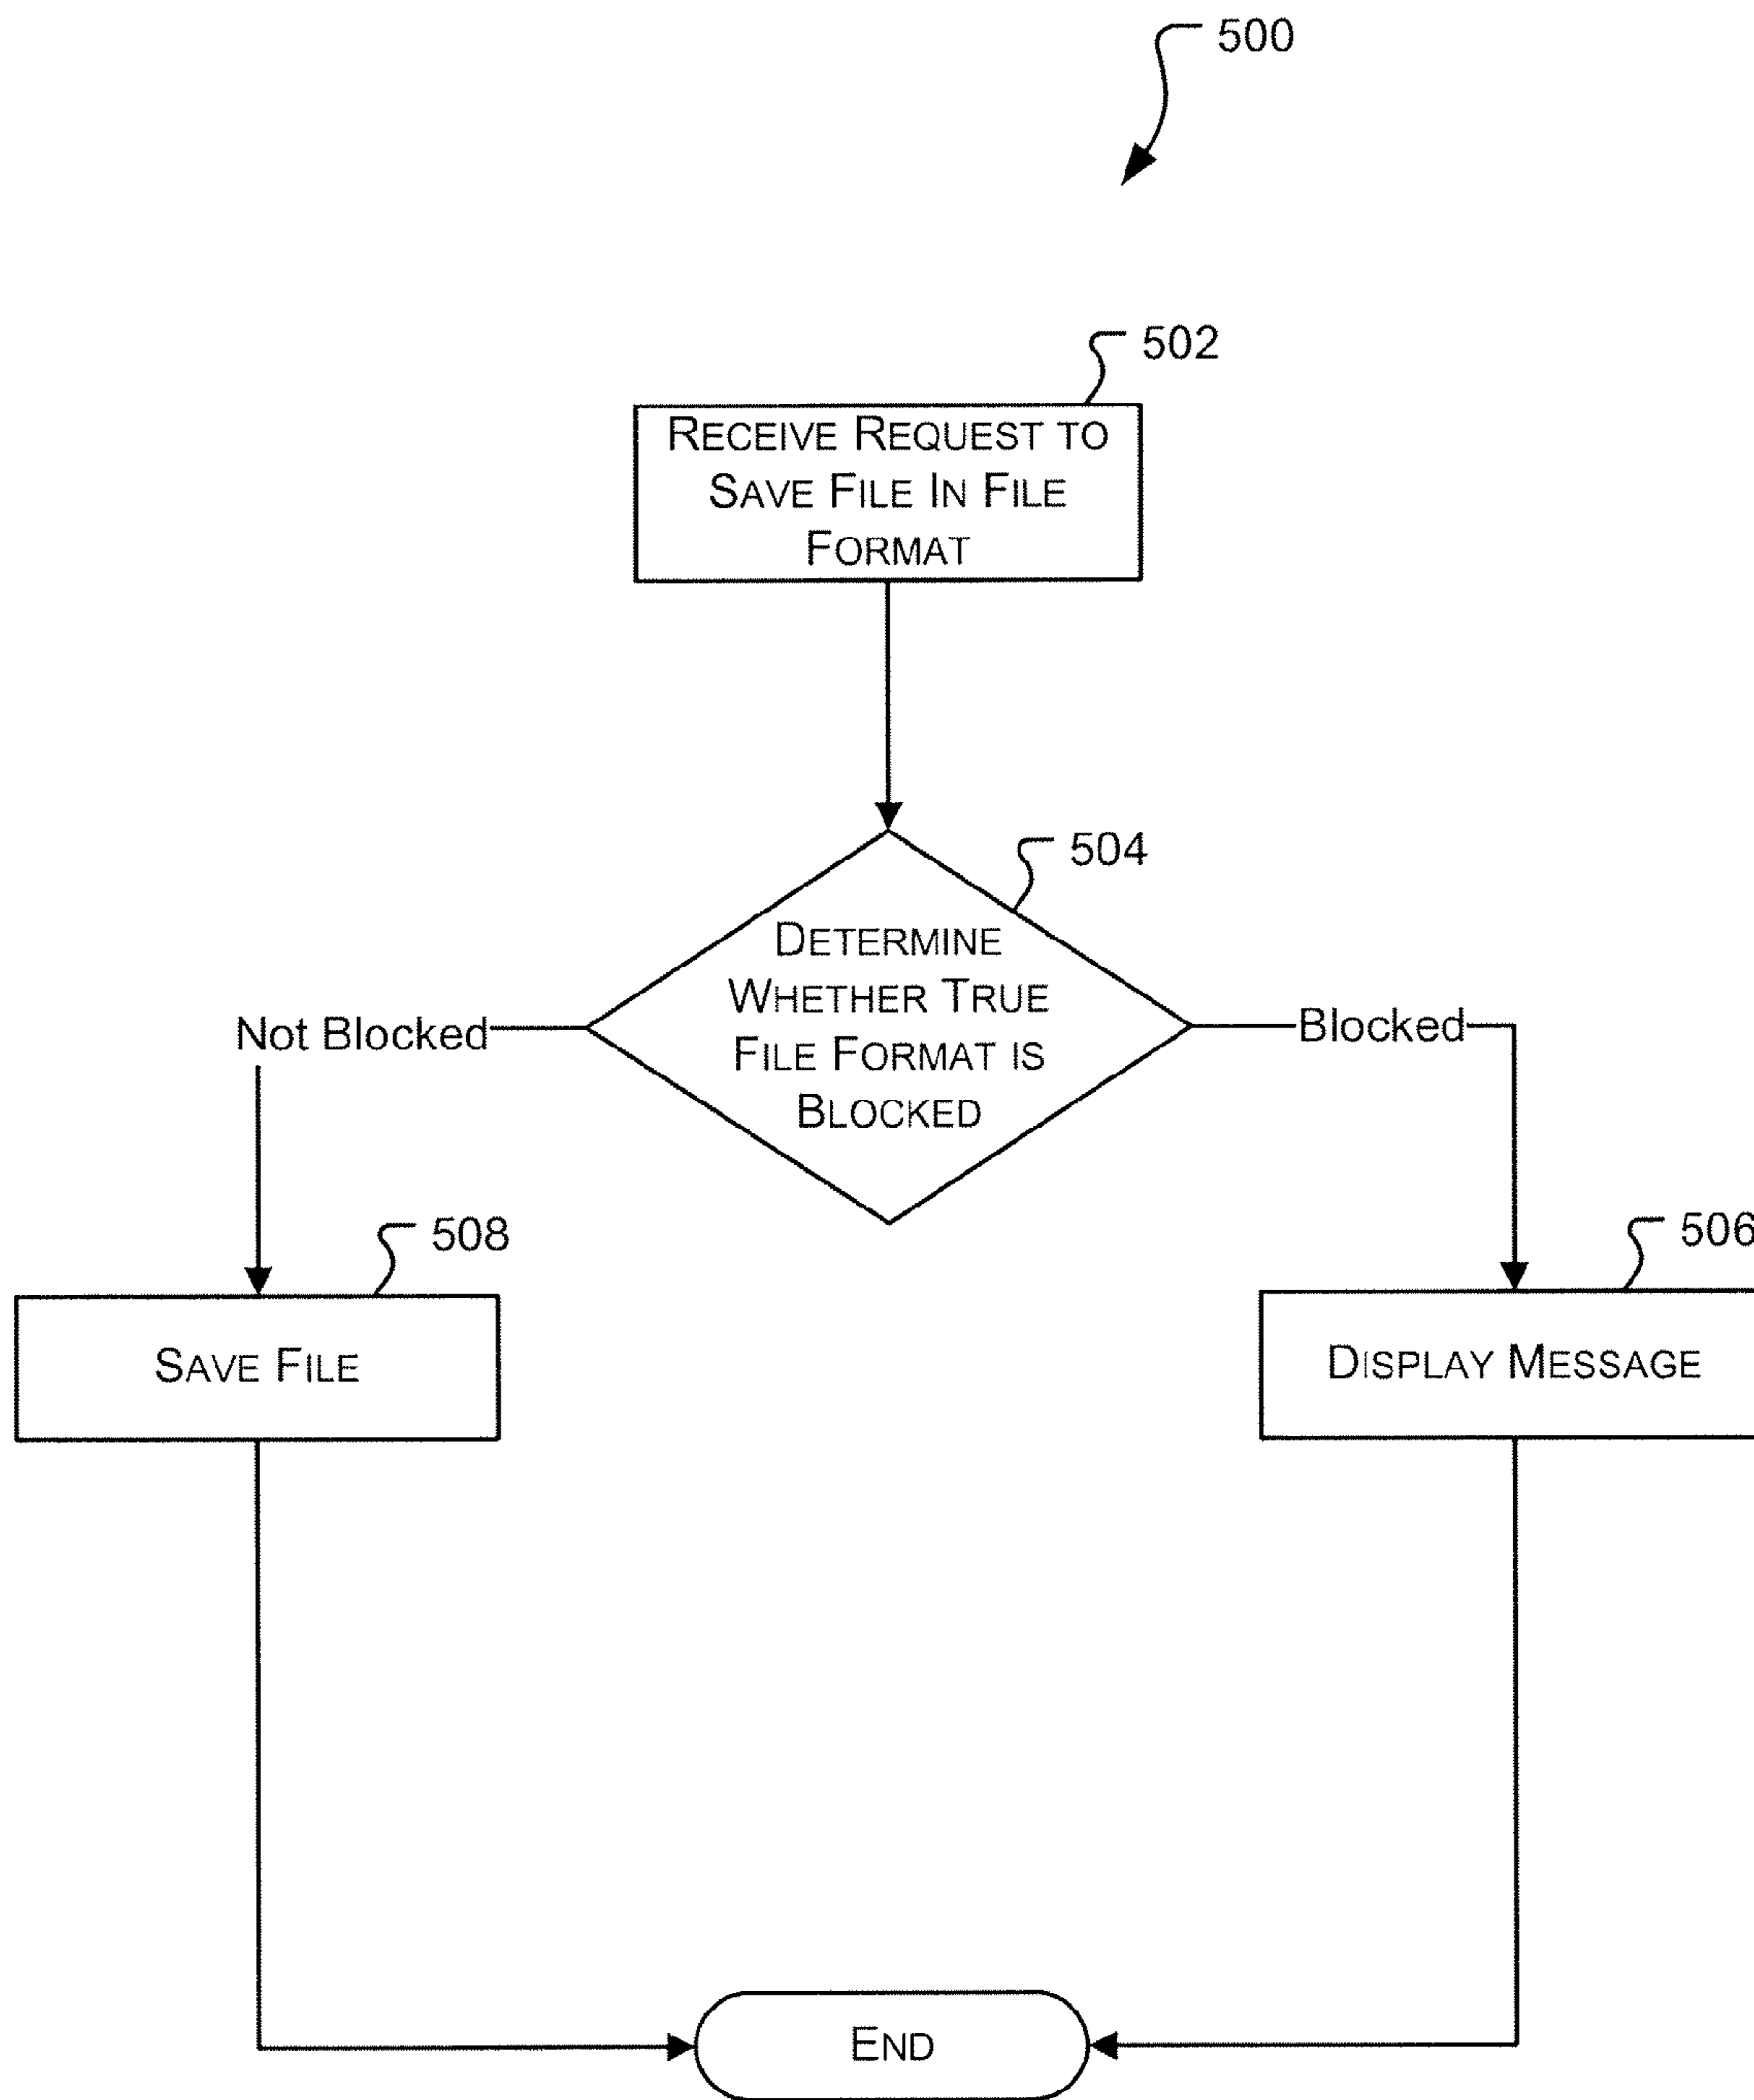 500
502
RECEIVE REQUEST TO
SAVE FILE IN FILE
FORMAT
504
DETERMINE
WHETHER TRUE
FILE FORMAT IS
BLOCKED
Not Blocked
Blocked
508
506
SAVE FILE
DISPLAY MESSAGE
END